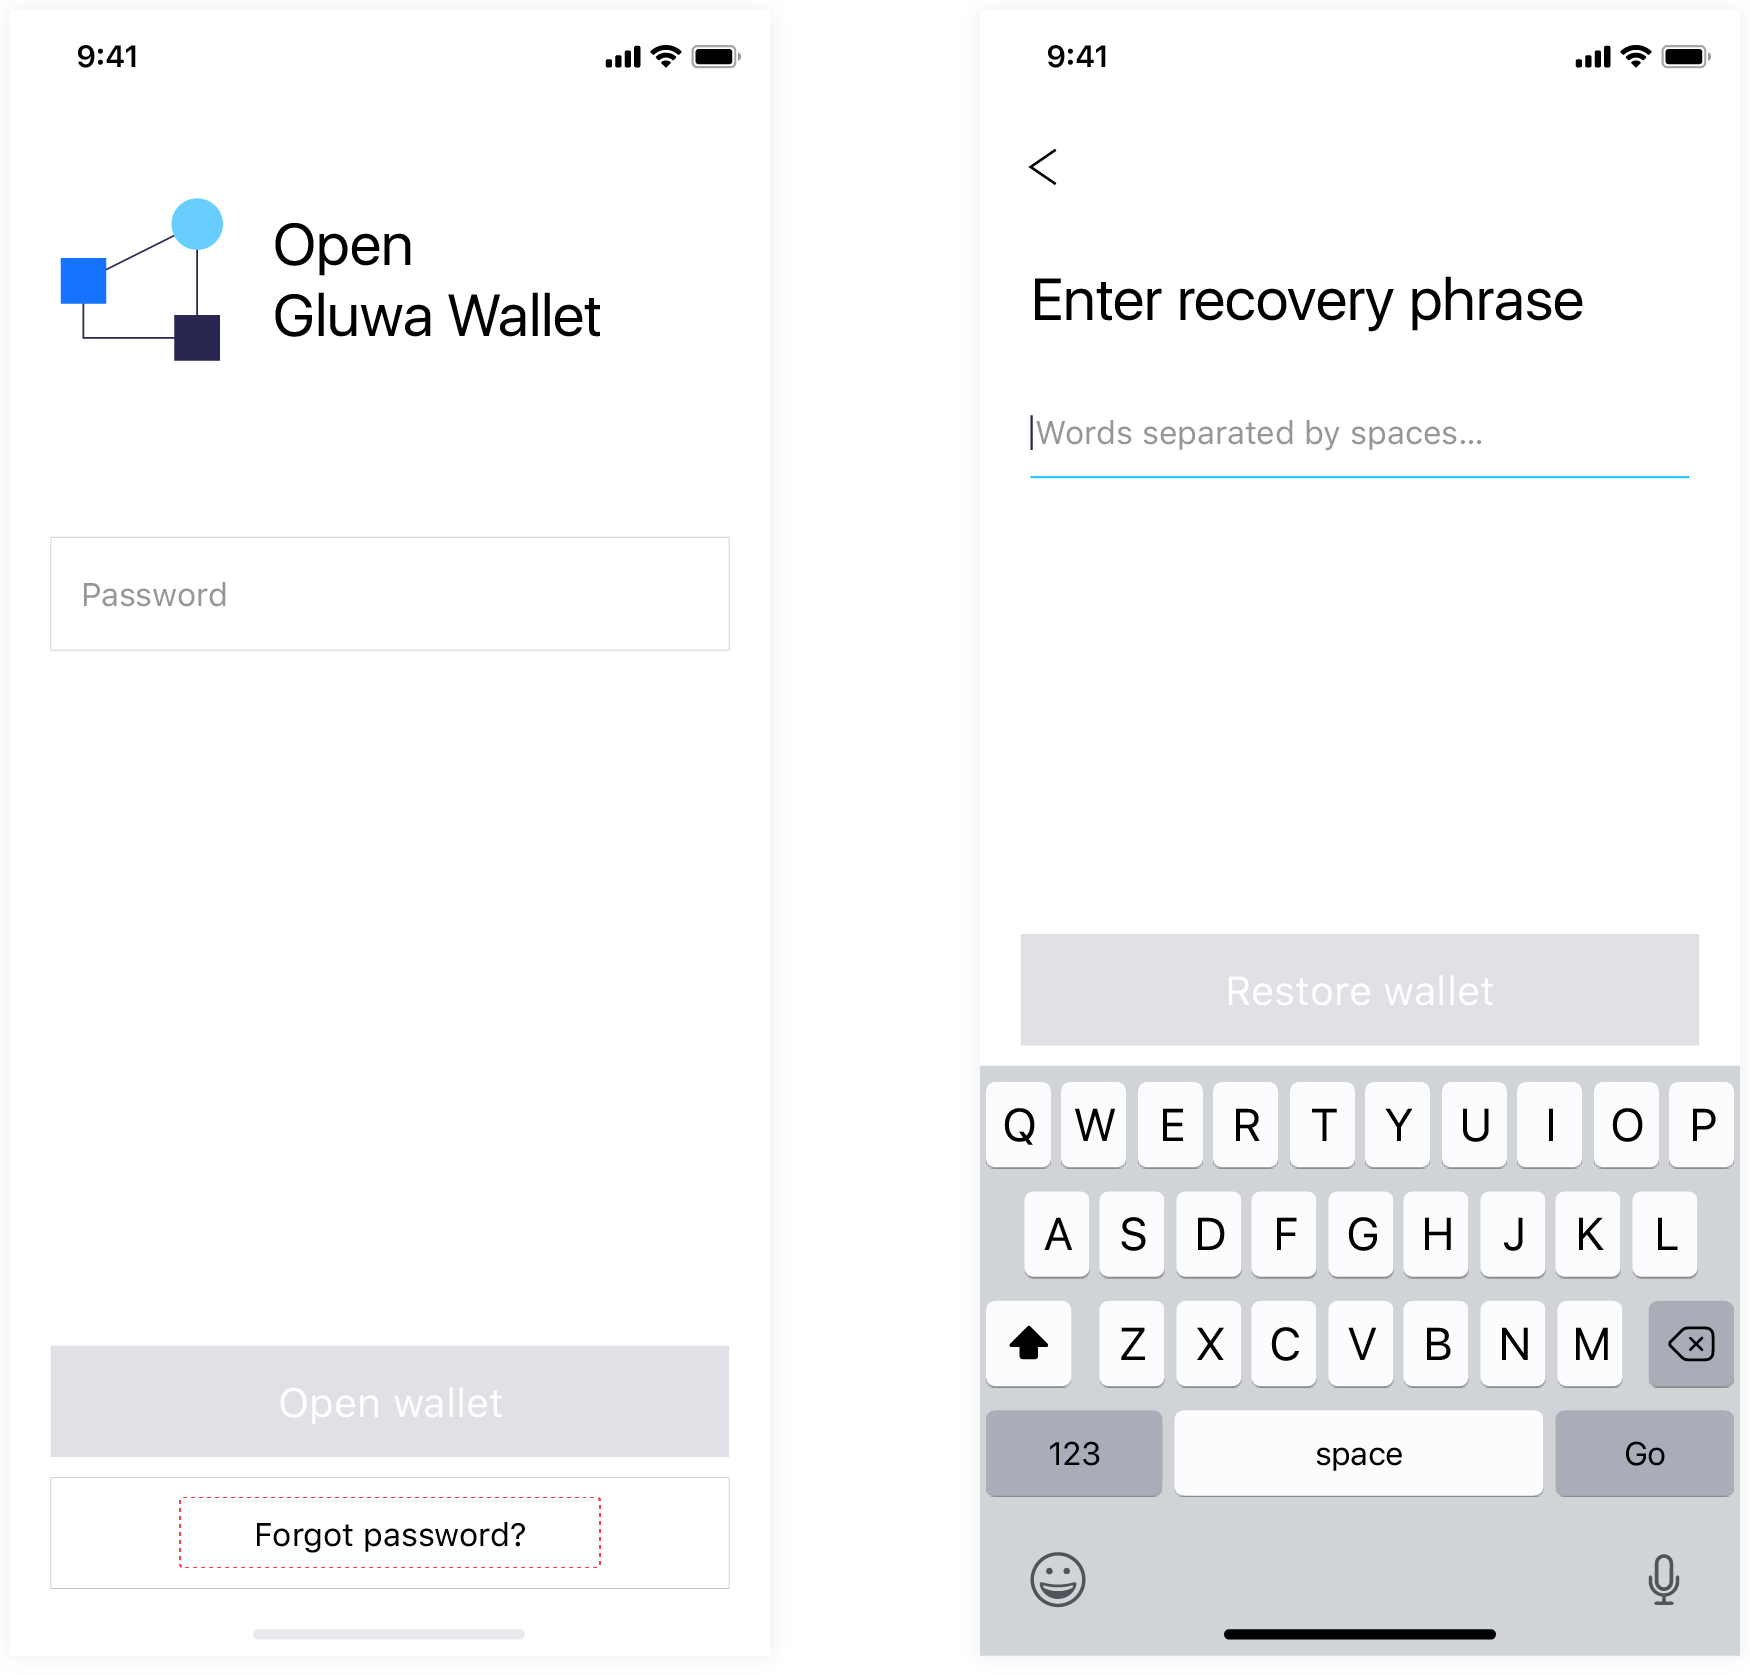 9:41
Open
Gluwa Wallet
Password
Open wallet
Forgot password?
9:41
Enter recovery phrase
Words separated by spaces...
Restore wallet
Q W E R T Y U I O P
A S D F G H J K L
Z X C V B N M
123 space Go